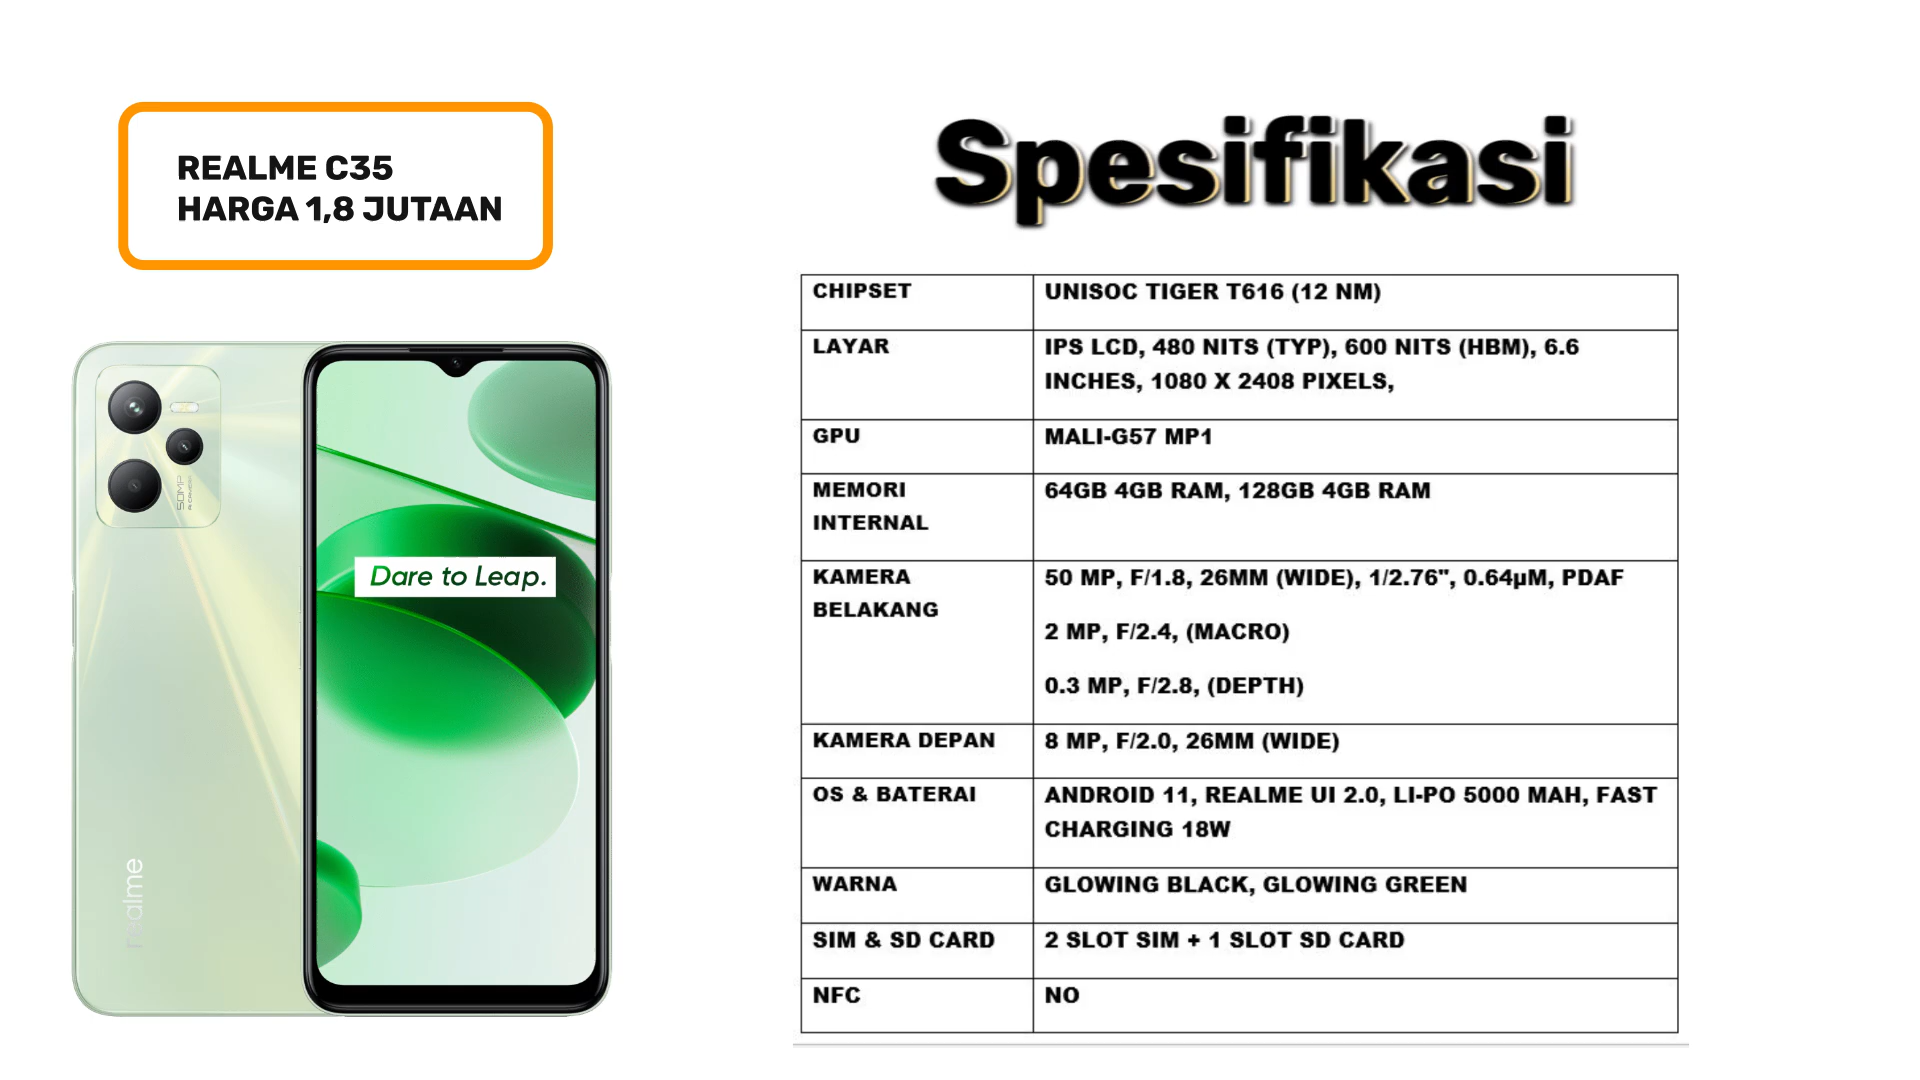 REALME C35
HARGA 1,8 JUTAAN
50MP
realme
Dare to Leap.
Spesifikasi
CHIPSET UNISOC TIGER T616 (12 NM)
LAYAR IPS LCD, 480 NITS (TYP), 600 NITS (HBM), 6.6
INCHES, 1080 X 2408 PIXELS,
GPU MALI-G57 MP1
MEMORI 64GB 4GB RAM, 128GB 4GB RAM
INTERNAL
KAMERA 50 MP, F/1.8, 26MM (WIDE), 1/2.76", 0.64µM, PDAF
BELAKANG
2 MP, F/2.4, (MACRO)
0.3 MP, F/2.8, (DEPTH)
KAMERA DEPAN 8 MP, F/2.0, 26MM (WIDE)
OS & BATERAI ANDROID 11, REALME UI 2.0, LI-PO 5000 MAH, FAST
CHARGING 18W
WARNA GLOWING BLACK, GLOWING GREEN
SIM & SD CARD 2 SLOT SIM + 1 SLOT SD CARD
NFC NO